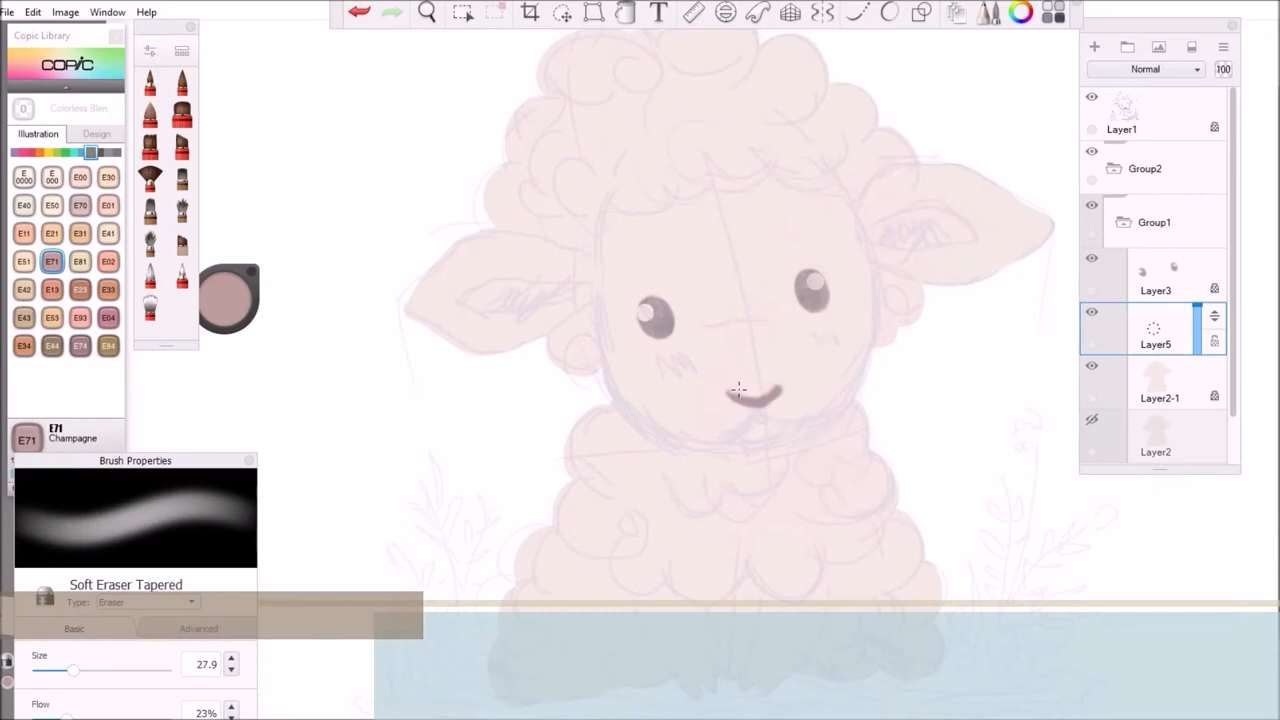 File Edit Image Window Help
Copic Library
COPIC
0 Colorless Blen
Illustration Design
E0000 E000 E00 E30
E40 E50 E70 E01
E11 E21 E31 E41
E51 E71 E81 E02
E42 E13 E23 E33
E43 E53 E93 E04
E34 E44 E74 E84
E71 E71
Champagne
Brush Properties
Soft Eraser Tapered
Type: Eraser
Basic Advanced
Size 27.9
Flow 23%
T
Normal 100
Layer1
Group2
Group1
Layer3
Layer5
Layer2-1
Layer2